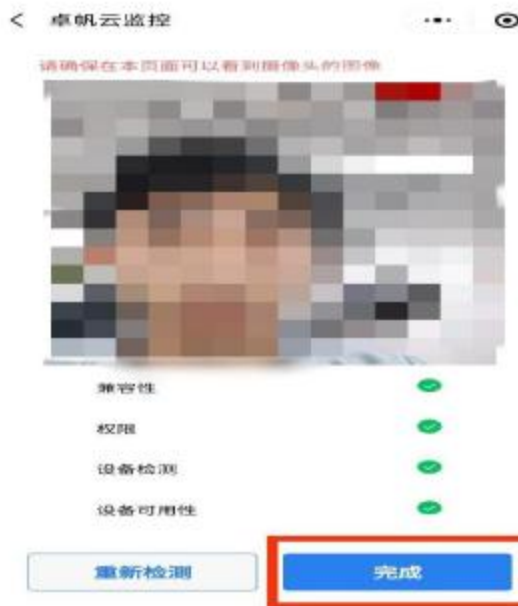 卓帆云监控
请确保在本页面可以看到摄像头的图像
兼容性
权限
设备检测
设备可用性
重新检测
完成